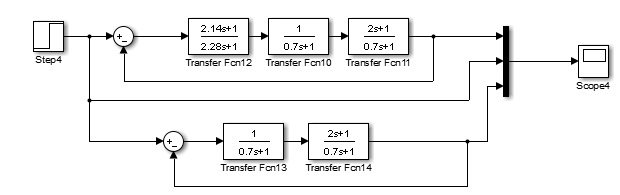 2.14s+1
2.28s+1
1
0.7s+1
2s+1
0.7s+1
+
_
Step4
Transfer Fcn12
Transfer Fcn10
Transfer Fcn11
Scope4
1
0.7s+1
2s+1
0.7s+1
+
_
Transfer Fcn13
Transfer Fcn14